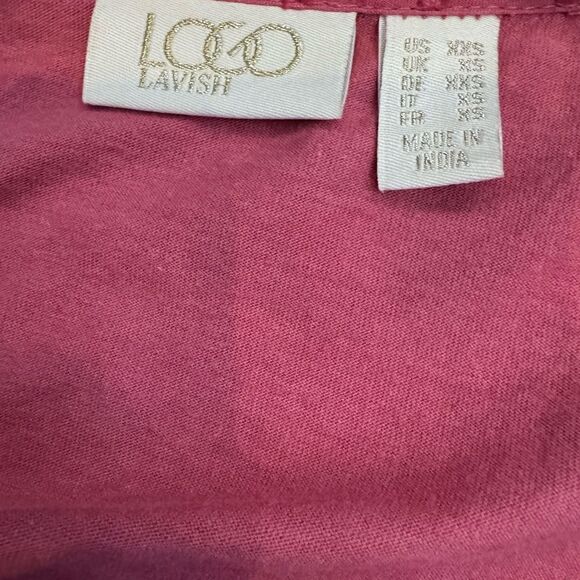 LOGO
LAVISH
US XXS
UK XS
DE XXS
IT XS
FR XS
MADE IN
INDIA